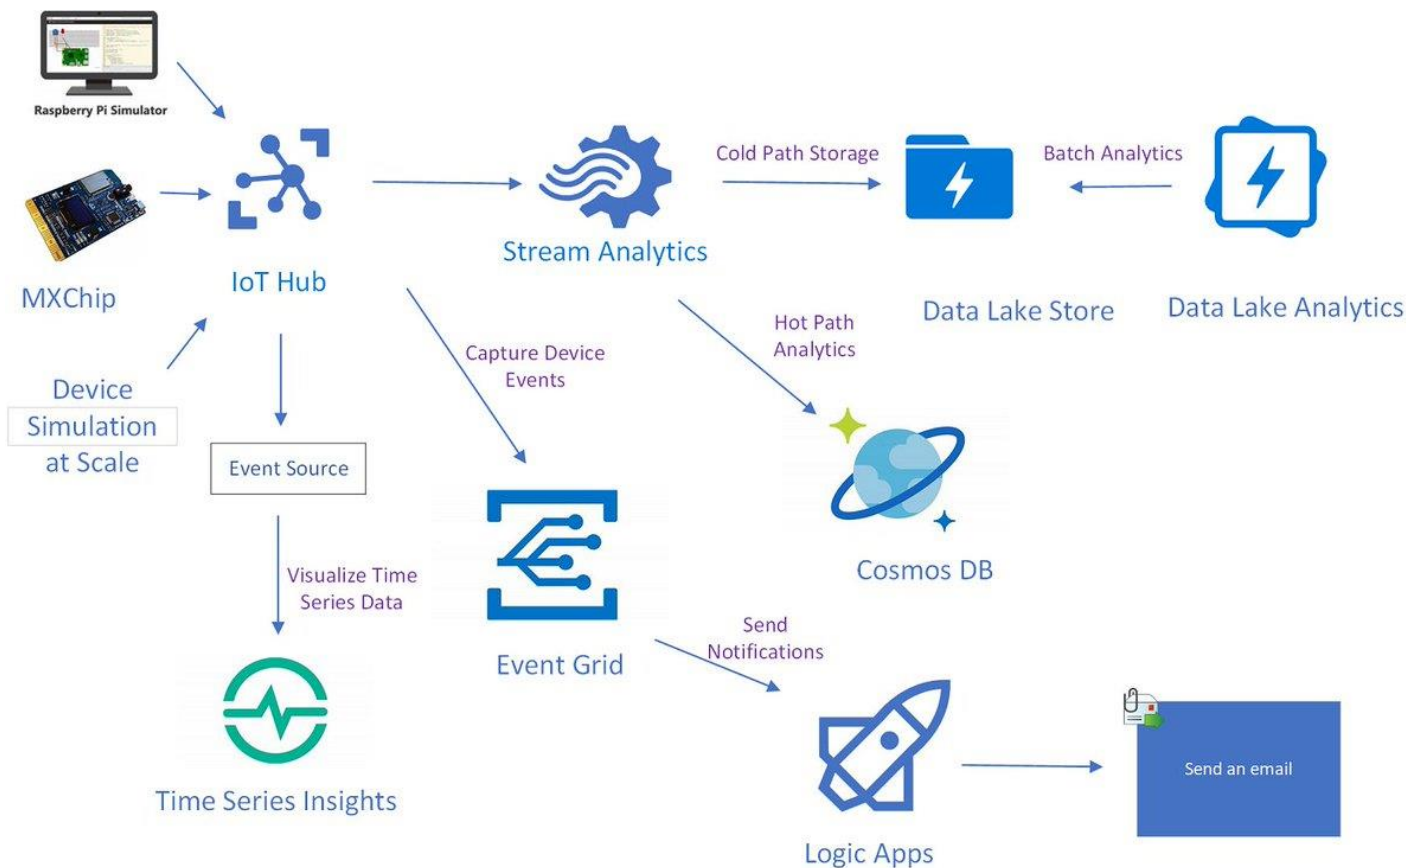 Raspberry Pi Simulator
MXChip
Device
Simulation
at Scale
IoT Hub
Event Source
Visualize Time
Series Data
Time Series Insights
Capture Device
Events
Event Grid
Stream Analytics
Cold Path Storage
Hot Path
Analytics
Cosmos DB
Data Lake Store
Batch Analytics
Data Lake Analytics
Send
Notifications
Logic Apps
Send an email